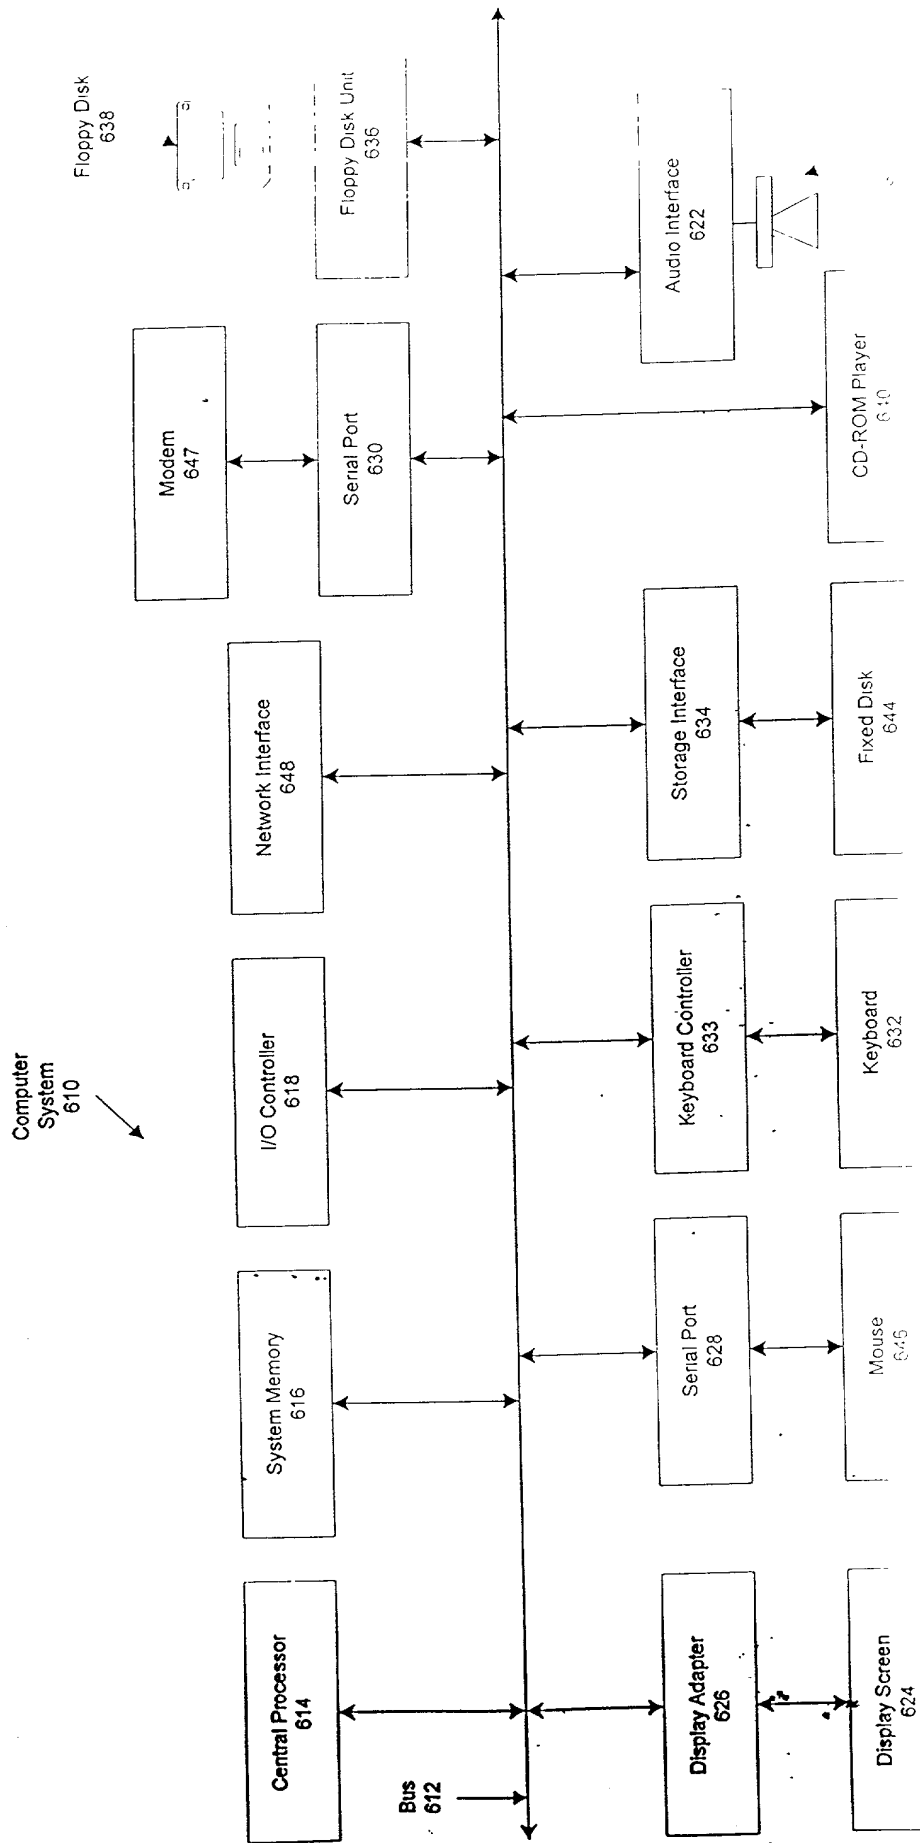 Computer
System
610
Central Processor
614
System Memory
616
I/O Controller
618
Network Interface
648
Modem
647
Serial Port
630
Floppy Disk
638
Floppy Disk Unit
636
Bus
612
Display Adapter
626
Serial Port
628
Keyboard Controller
633
Storage Interface
634
Audio Interface
622
Display Screen
624
Mouse
646
Keyboard
632
Fixed Disk
644
CD-ROM Player
640